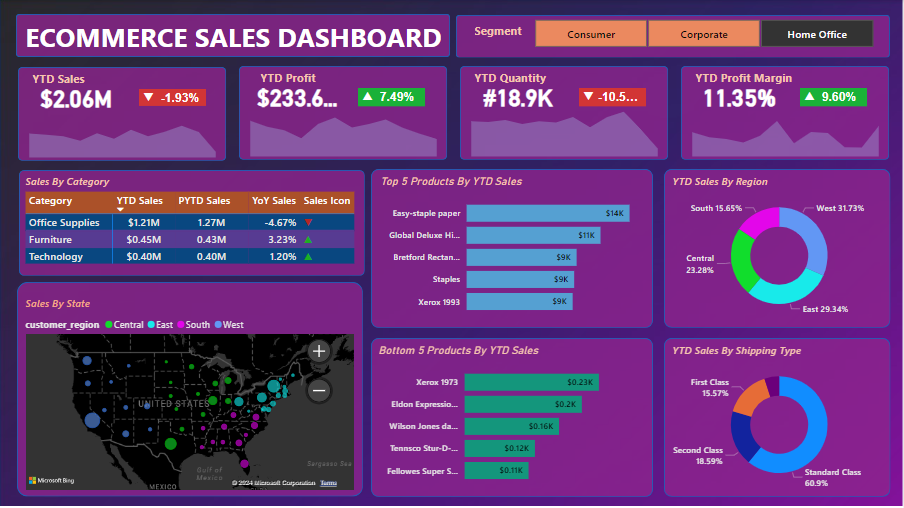 ECOMMERCE SALES DASHBOARD
Segment
Consumer
Corporate
Home Office
YTD Sales
$2.06M
▼ -1.93%
YTD Profit
$233.6...
▲ 7.49%
YTD Quantity
#18.9K
▼ -10.5...
YTD Profit Margin
11.35%
▲ 9.60%
Sales By Category
Category YTD Sales PYTD Sales YoY Sales Sales Icon
Office Supplies $1.21M 1.27M -4.67% ▼
Furniture $0.45M 0.43M 3.23% ▲
Technology $0.40M 0.40M 1.20% ▲
Top 5 Products By YTD Sales
Easy-staple paper $14K
Global Deluxe Hi... $11K
Bretford Rectan... $9K
Staples $9K
Xerox 1993 $9K
YTD Sales By Region
South 15.65%
West 31.73%
Central
23.28%
East 29.34%
Sales By State
customer_region Central East South West
UNITED STATES
Gulf of
Mexico
Sargasso Sea
MEXICO
Microsoft Bing
© 2024 Microsoft Corporation Terms
Bottom 5 Products By YTD Sales
Xerox 1973 $0.23K
Eldon Expressio... $0.2K
Wilson Jones da... $0.16K
Tennsco Stur-D-... $0.12K
Fellowes Super S... $0.11K
YTD Sales By Shipping Type
First Class
15.57%
Second Class
18.59%
Standard Class
60.9%